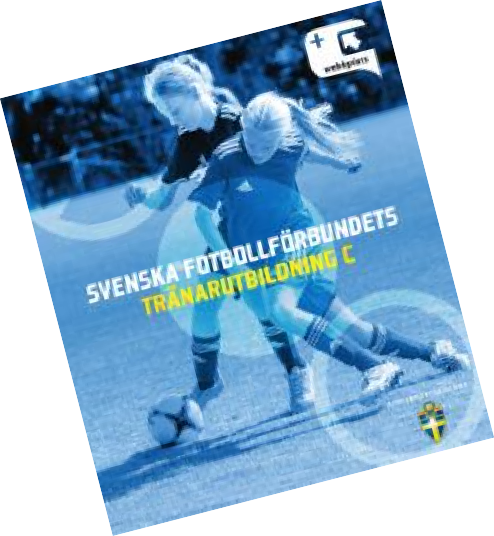 +
webbplats
SVENSKA FOTBOLLFÖRBUNDETS
TRÄNARUTBILDNING C